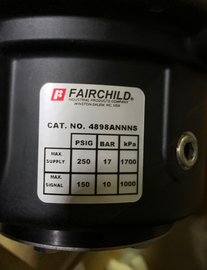 FAIRCHILD.
INDUSTRIAL PRODUCTS COMPANY
WINSTON-SALEM, NC, USA
CAT. NO. 4898ANNNS
PSIG BAR kPa
MAX. SUPPLY 250 17 1700
MAX. SIGNAL 150 10 1000